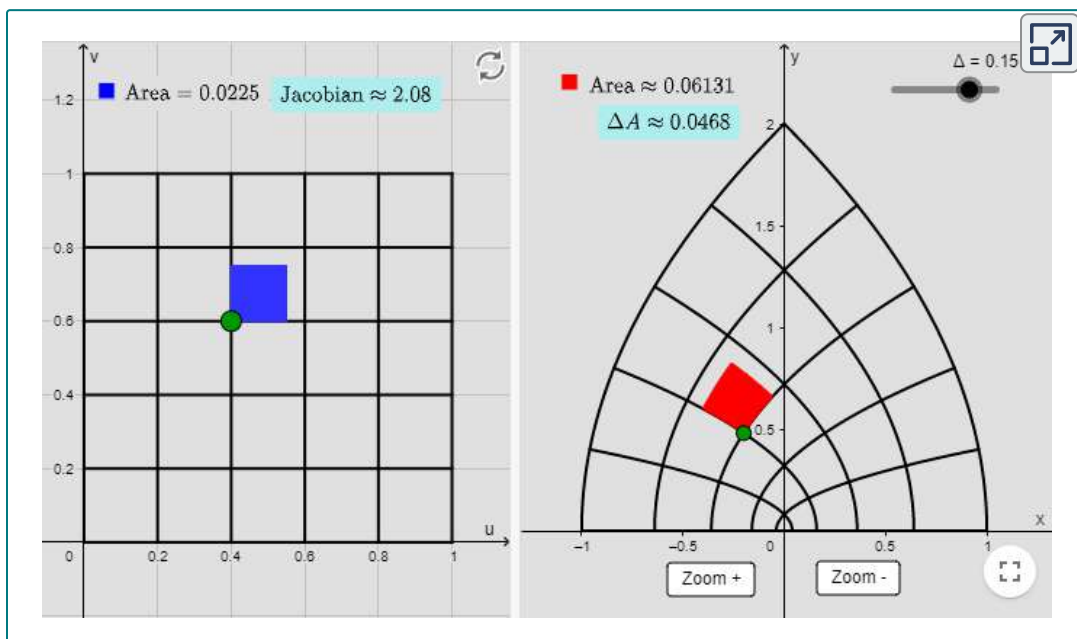 v
Area = 0.0225
Jacobian ≈ 2.08
1.2
1
0.8
0.6
0.4
0.2
0
0.2
0.4
0.6
0.8
1
u
y
Δ = 0.15
Area ≈ 0.06131
ΔA ≈ 0.0468
2
1.5
1
0.5
x
−1
−0.5
0
0.5
1
Zoom +
Zoom -